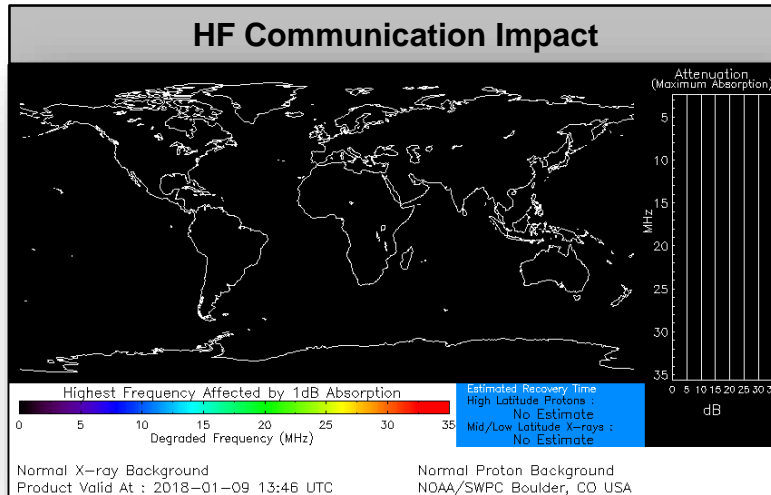 HF Communication Impact
Attenuation
(Maximum Absorption)
5
10
15
20
25
30
35
MHz
0 5 10 15 20 25 30
dB
Highest Frequency Affected by 1dB Absorption
0 5 10 15 20 25 30 35
Degraded Frequency (MHz)
Estimated Recovery Time
High Latitude Protons :
No Estimate
Mid/Low Latitude X-rays :
No Estimate
Normal X-ray Background
Normal Proton Background
Product Valid At : 2018-01-09 13:46 UTC
NOAA/SWPC Boulder, CO USA